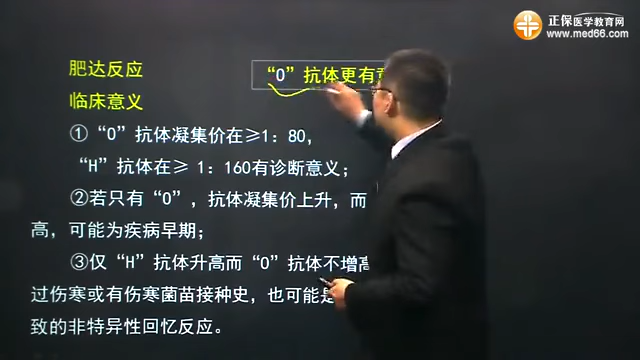 正保医学教育网
www.med66.com
肥达反应
“O”抗体更有
临床意义
①“O”抗体凝集价在≥1：80，
“H”抗体在≥ 1：160有诊断意义；
②若只有“O”，抗体凝集价上升，而
高，可能为疾病早期；
③仅“H”抗体升高而“O”抗体不增高
过伤寒或有伤寒菌苗接种史，也可能是
致的非特异性回忆反应。